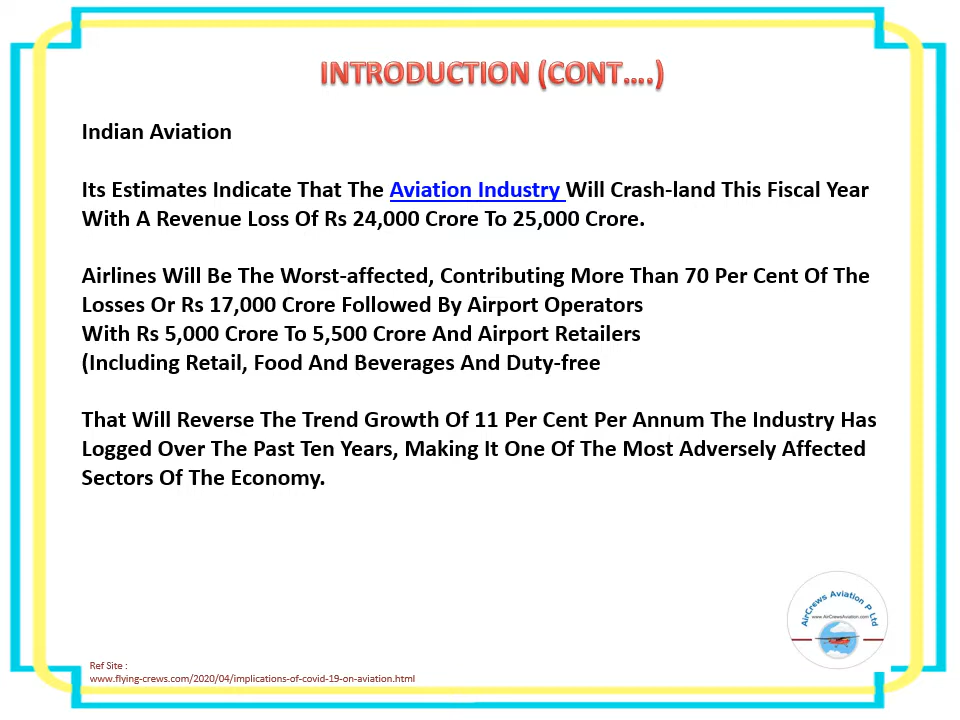 INTRODUCTION (CONT....)
Indian Aviation
Its Estimates Indicate That The Aviation Industry Will Crash-land This Fiscal Year
With A Revenue Loss Of Rs 24,000 Crore To 25,000 Crore.
Airlines Will Be The Worst-affected, Contributing More Than 70 Per Cent Of The
Losses Or Rs 17,000 Crore Followed By Airport Operators
With Rs 5,000 Crore To 5,500 Crore And Airport Retailers
(Including Retail, Food And Beverages And Duty-free
That Will Reverse The Trend Growth Of 11 Per Cent Per Annum The Industry Has
Logged Over The Past Ten Years, Making It One Of The Most Adversely Affected
Sectors Of The Economy.
AirCrews Aviation P Ltd
www.AirCrewsAviation.com
Ref Site :
www.flying-crews.com/2020/04/implications-of-covid-19-on-aviation.html